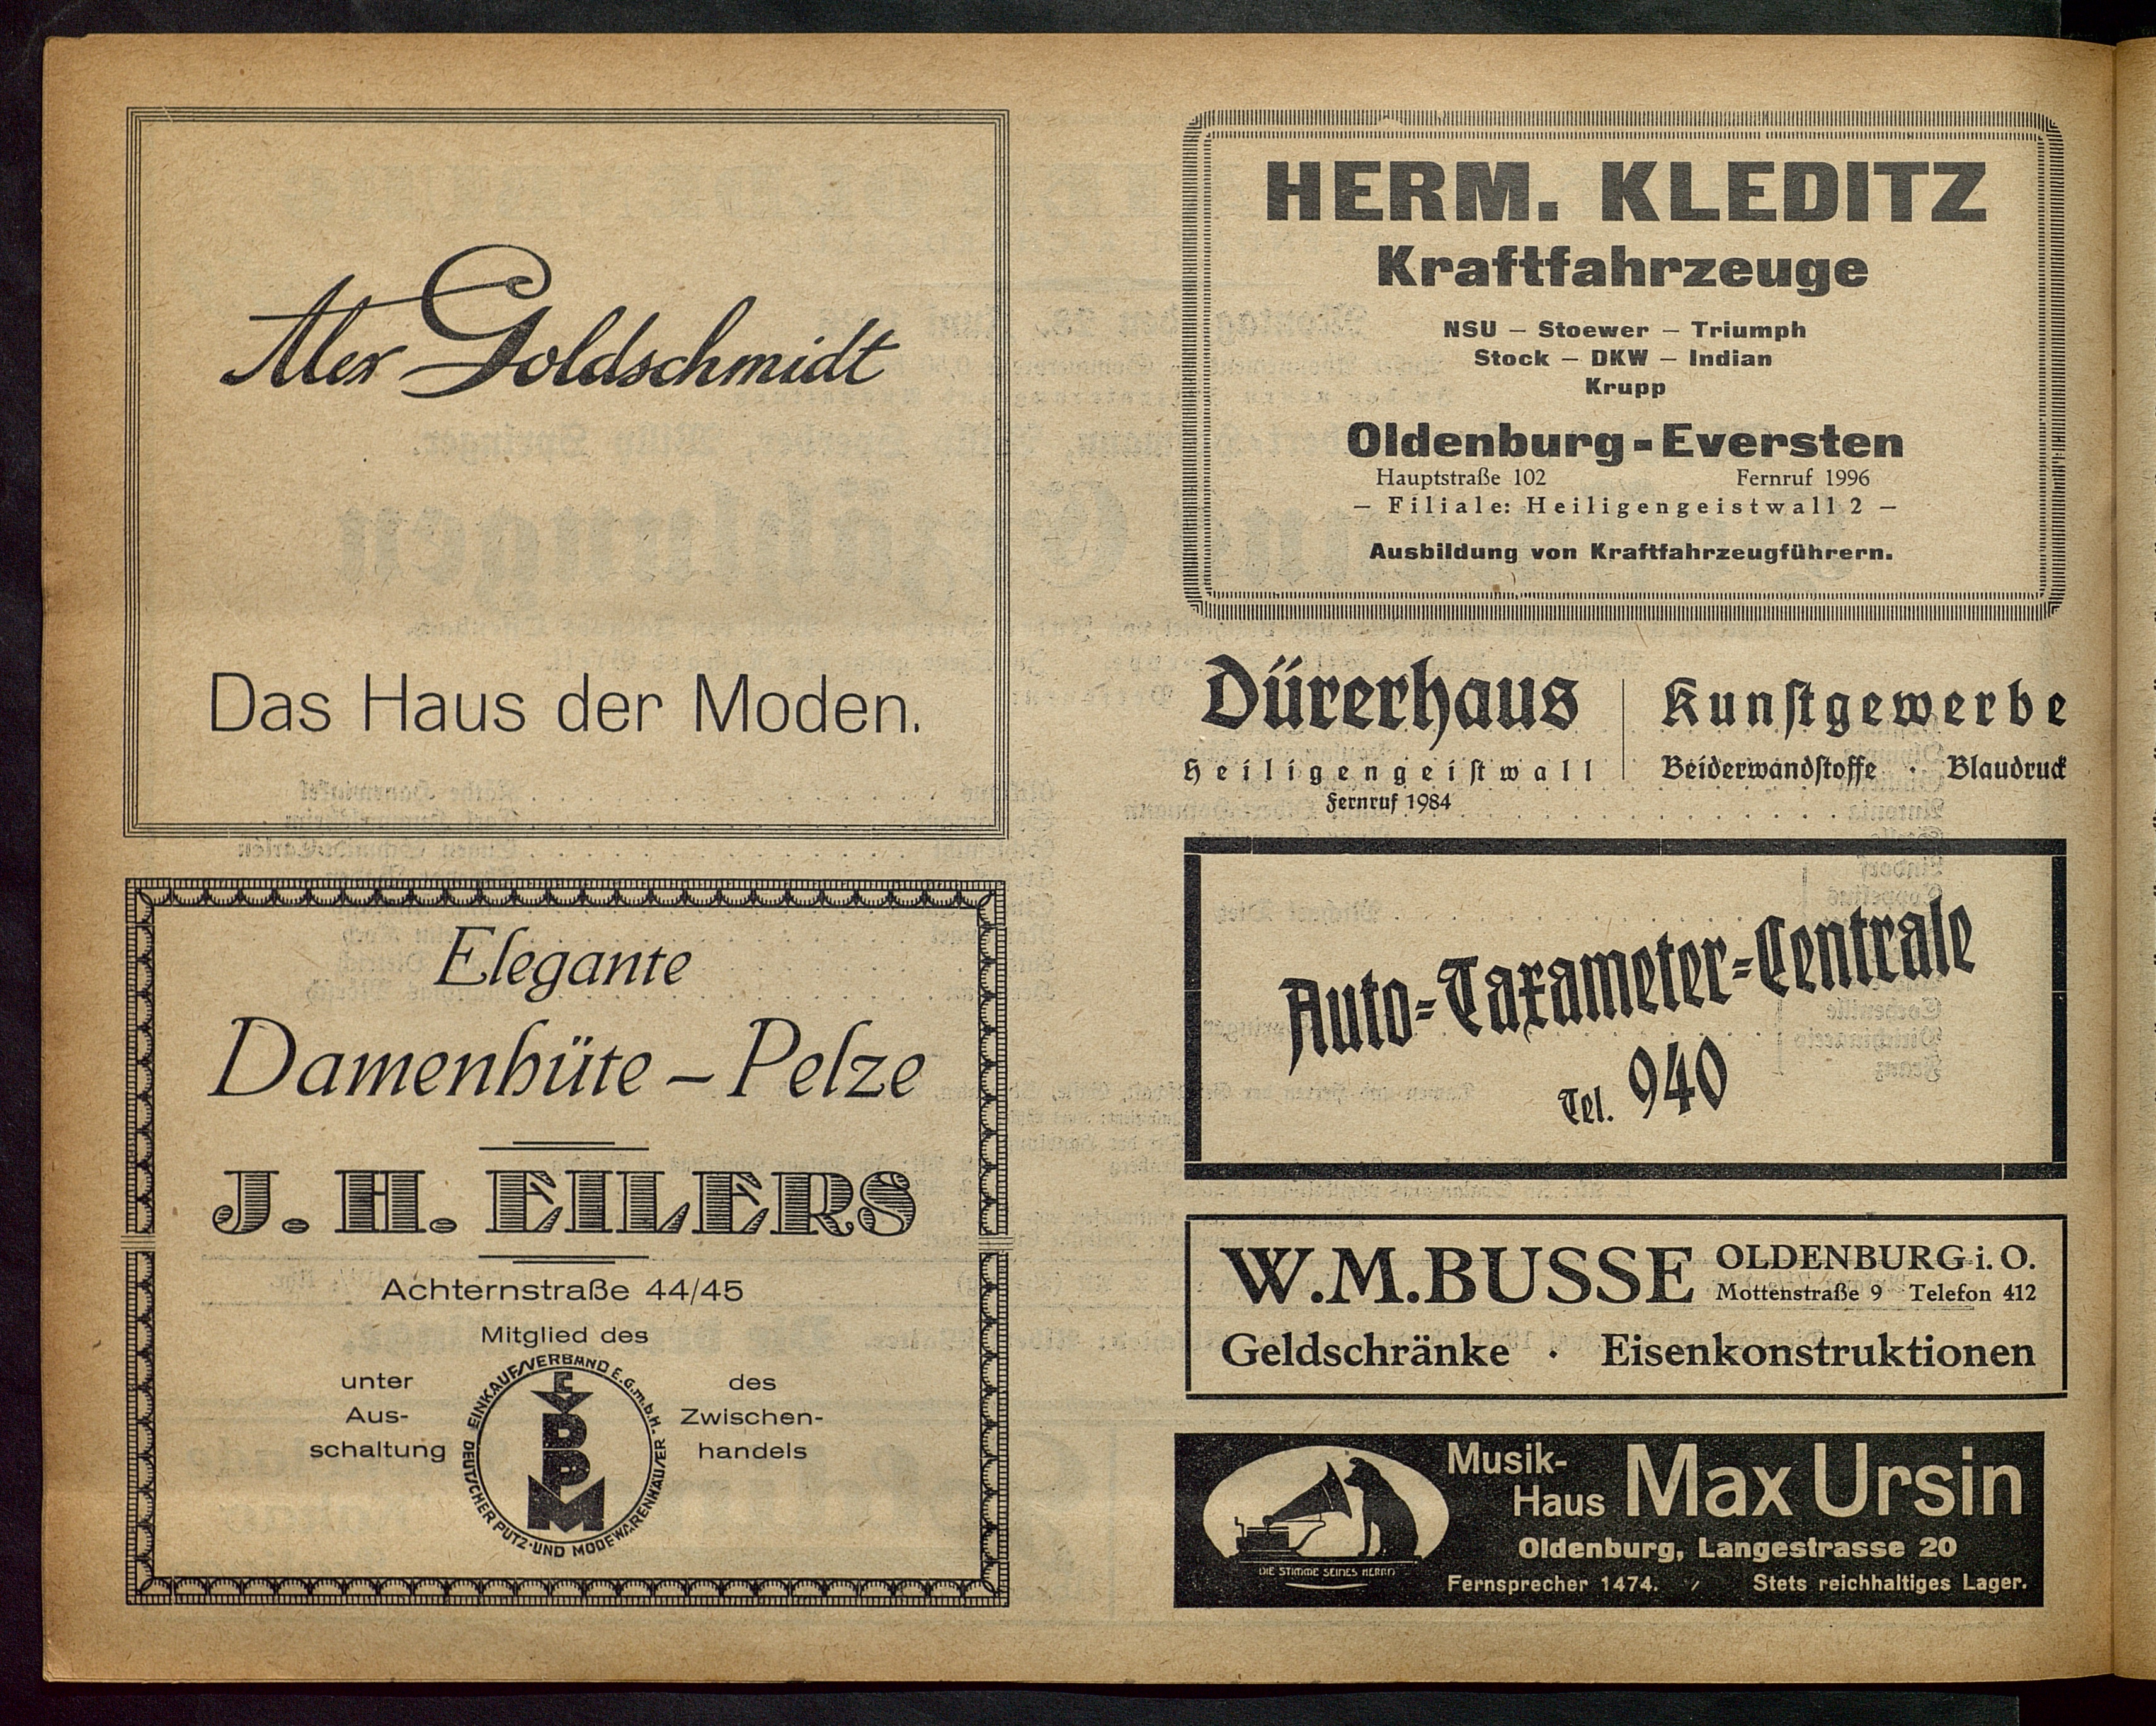 Alex Goldschmidt
Das Haus der Moden.
Elegante
Damenhüte – Pelze
J. H. EILERS
Achternstraße 44/45
Mitglied des
unter
Aus-
schaltung
EINKAUFSVERBAND E.G.m.b.H.
DEUTSCHER PUTZ-UND MODEWARENHÄUSER
E
V
D
P
M
des
Zwischen-
handels
HERM. KLEDITZ
Kraftfahrzeuge
NSU – Stoewer – Triumph
Stock – DKW – Indian
Krupp
Oldenburg-Eversten
Hauptstraße 102 Fernruf 1996
– Filiale: Heiligengeistwall 2 –
Ausbildung von Kraftfahrzeugführern.
Dürerhaus
Heiligengeistwall
Fernruf 1984
Kunstgewerbe
Beiderwandstoffe · Blaudruck
Auto-Taxameter-Centrale
Tel. 940
W.M.BUSSE OLDENBURG i. O.
Mottenstraße 9 Telefon 412
Geldschränke · Eisenkonstruktionen
DIE STIMME SEINES HERRN
Musik-
Haus Max Ursin
Oldenburg, Langestrasse 20
Fernsprecher 1474. Stets reichhaltiges Lager.